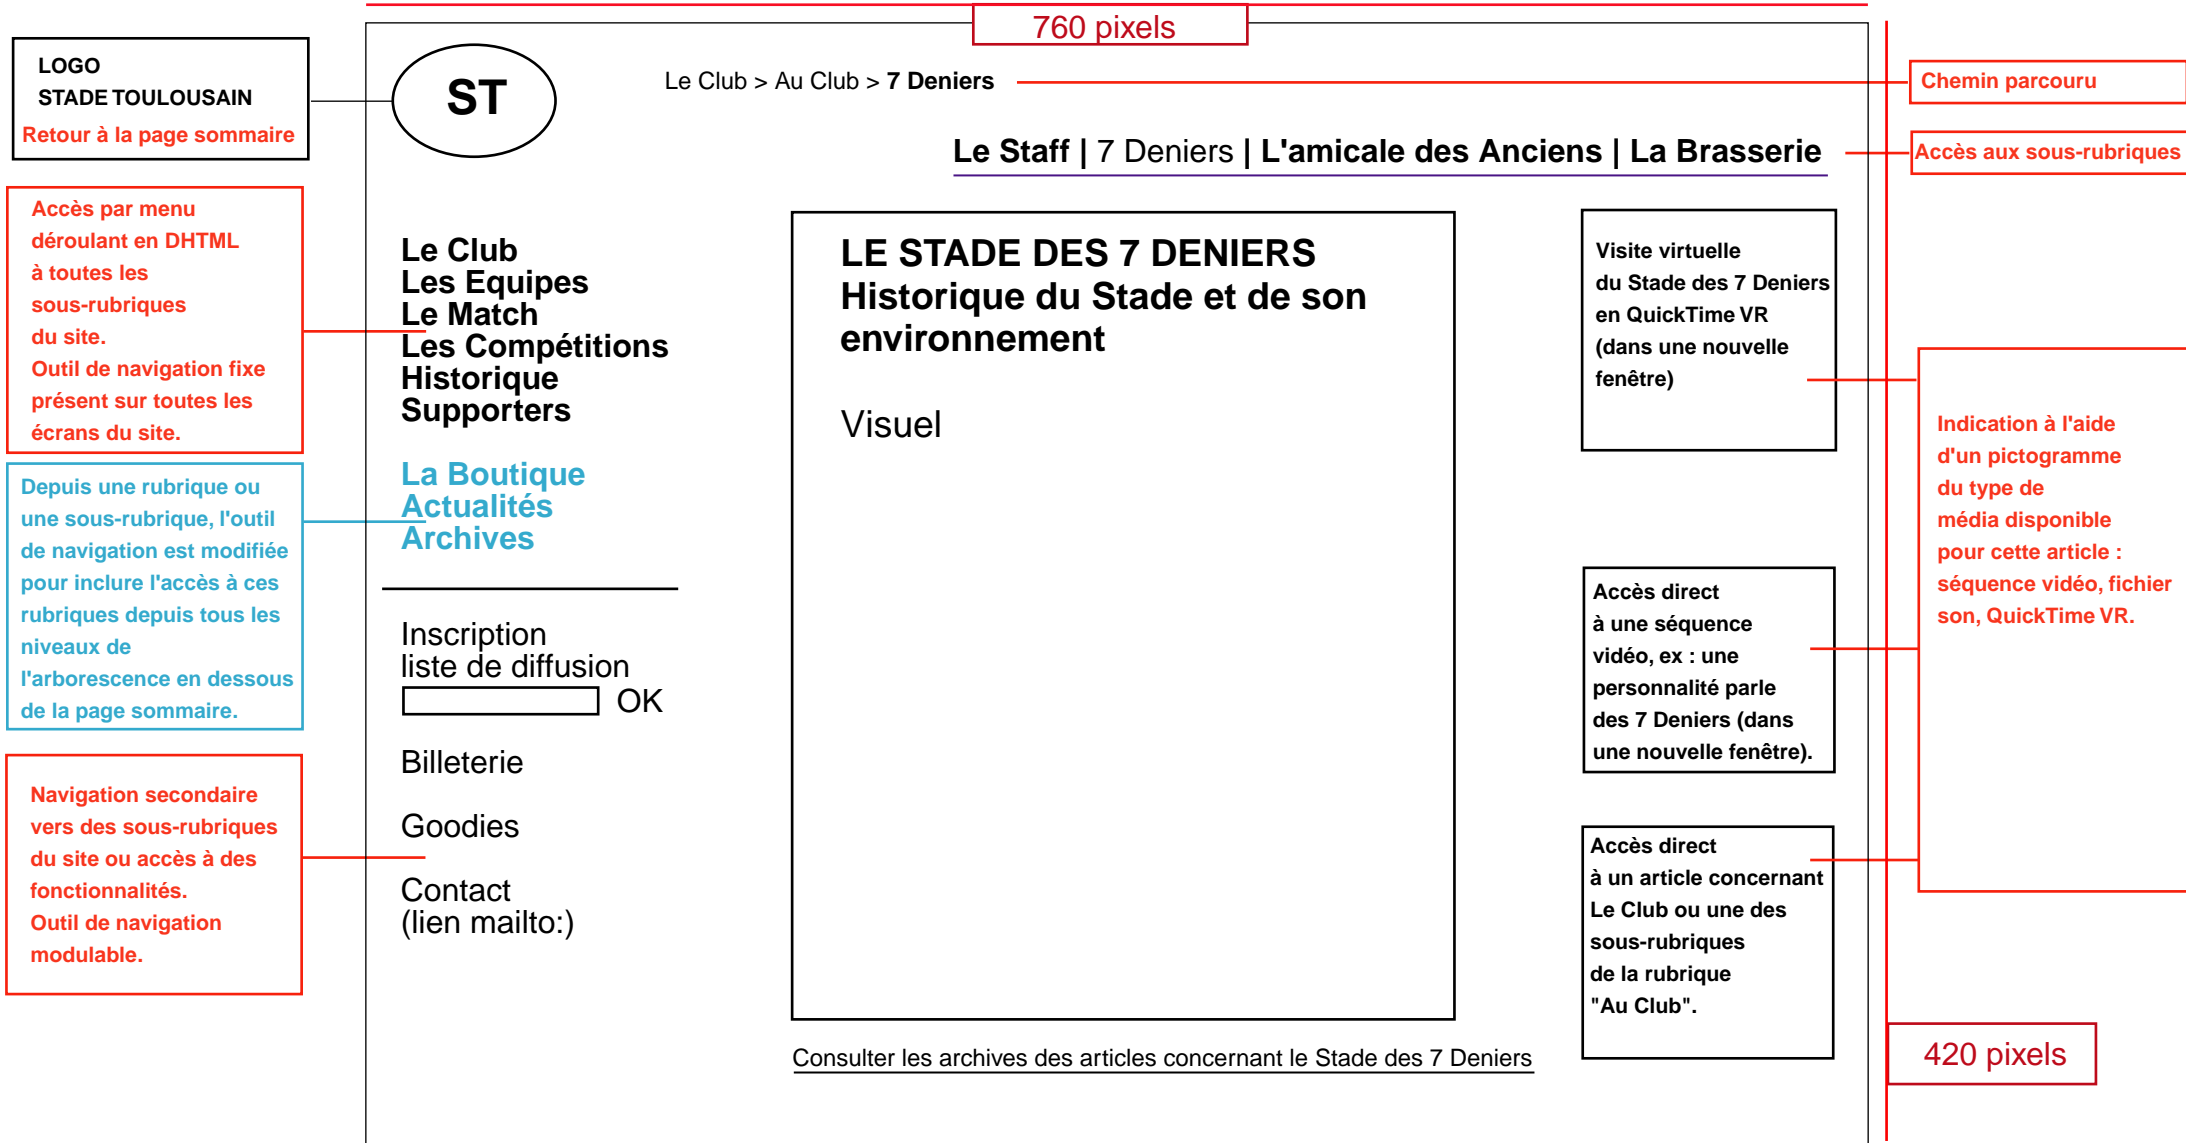 760 pixels
LOGO
STADE TOULOUSAIN
Retour à la page sommaire
ST
Le Club > Au Club > 7 Deniers
Chemin parcouru
Le Staff | 7 Deniers | L'amicale des Anciens | La Brasserie
Accès aux sous-rubriques
Accès par menu
déroulant en DHTML
à toutes les
sous-rubriques
du site.
Outil de navigation fixe
présent sur toutes les
écrans du site.
Depuis une rubrique ou
une sous-rubrique, l'outil
de navigation est modifiée
pour inclure l'accès à ces
rubriques depuis tous les
niveaux de
l'arborescence en dessous
de la page sommaire.
Navigation secondaire
vers des sous-rubriques
du site ou accès à des
fonctionnalités.
Outil de navigation
modulable.
Le Club
Les Equipes
Le Match
Les Compétitions
Historique
Supporters
La Boutique
Actualités
Archives
Inscription
liste de diffusion
OK
Billeterie
Goodies
Contact
(lien mailto:)
LE STADE DES 7 DENIERS
Historique du Stade et de son
environnement
Visuel
Consulter les archives des articles concernant le Stade des 7 Deniers
Visite virtuelle
du Stade des 7 Deniers
en QuickTime VR
(dans une nouvelle
fenêtre)
Accès direct
à une séquence
vidéo, ex : une
personnalité parle
des 7 Deniers (dans
une nouvelle fenêtre).
Accès direct
à un article concernant
Le Club ou une des
sous-rubriques
de la rubrique
"Au Club".
Indication à l'aide
d'un pictogramme
du type de
média disponible
pour cette article :
séquence vidéo, fichier
son, QuickTime VR.
420 pixels